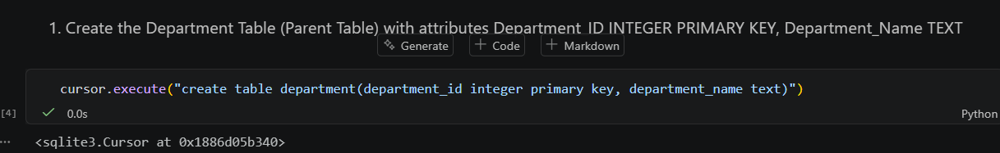 1. Create the Department Table (Parent Table) with attributes Department_ID INTEGER PRIMARY KEY, Department_Name TEXT
Generate Code Markdown
cursor.execute("create table department(department_id integer primary key, department_name text)")
[4] 0.0s Python
... <sqlite3.Cursor at 0x1886d05b340>